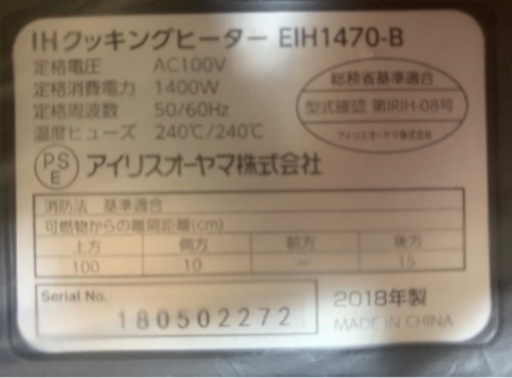 IHクッキングヒーター EIH1470-B
定格電圧 AC100V
定格消費電力 1400W
定格周波数 50/60Hz
温度ヒューズ 240℃/240℃
総務省基準適合
型式確認 第IRIH-08号
アイリスオーヤマ株式会社
PS
E
アイリスオーヤマ株式会社
消防法 基準適合
可燃物からの離隔距離(cm)
上方 側方 前方 後方
100 10 — 15
Serial No.
180502272
2018年製
MADE IN CHINA